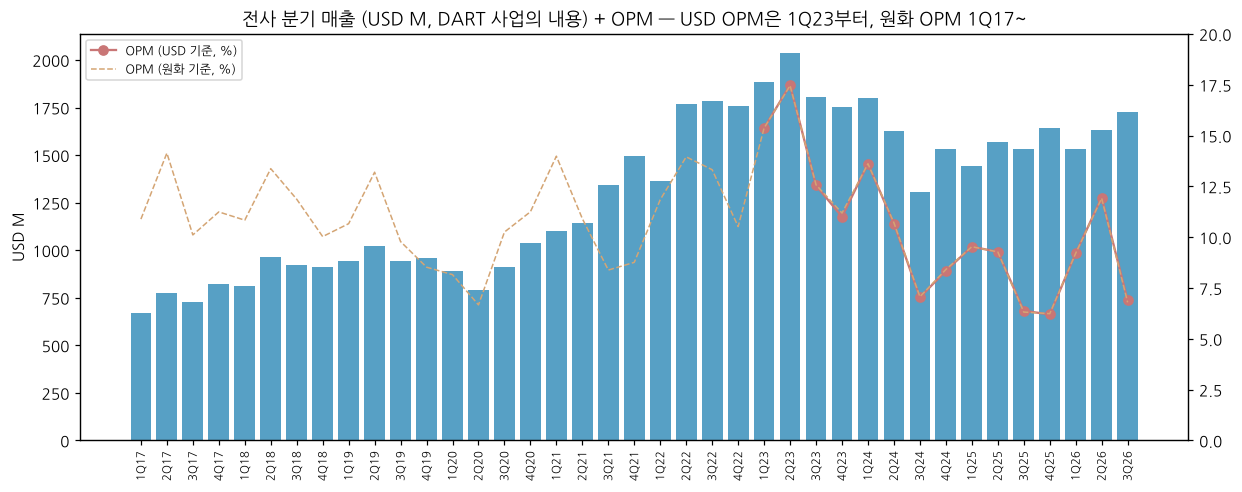 전사 분기 매출 (USD M, DART 사업의 내용) + OPM — USD OPM은 1Q23부터, 원화 OPM 1Q17~
OPM (USD 기준, %)
OPM (원화 기준, %)
USD M
2000
1750
1500
1250
1000
750
500
250
0
20.0
17.5
15.0
12.5
10.0
7.5
5.0
2.5
0.0
1Q17
2Q17
3Q17
4Q17
1Q18
2Q18
3Q18
4Q18
1Q19
2Q19
3Q19
4Q19
1Q20
2Q20
3Q20
4Q20
1Q21
2Q21
3Q21
4Q21
1Q22
2Q22
3Q22
4Q22
1Q23
2Q23
3Q23
4Q23
1Q24
2Q24
3Q24
4Q24
1Q25
2Q25
3Q25
4Q25
1Q26
2Q26
3Q26